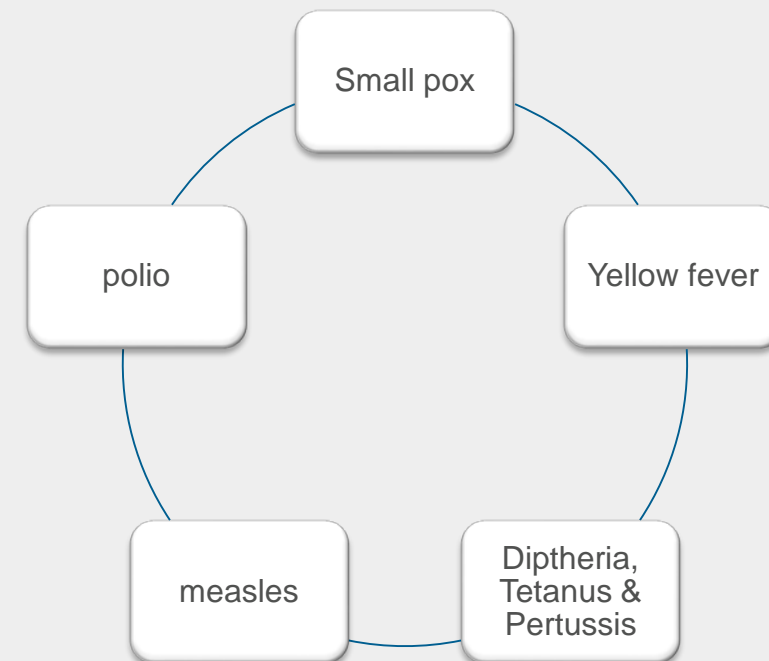 Small pox
polio
Yellow fever
measles
Diptheria,
Tetanus &
Pertussis